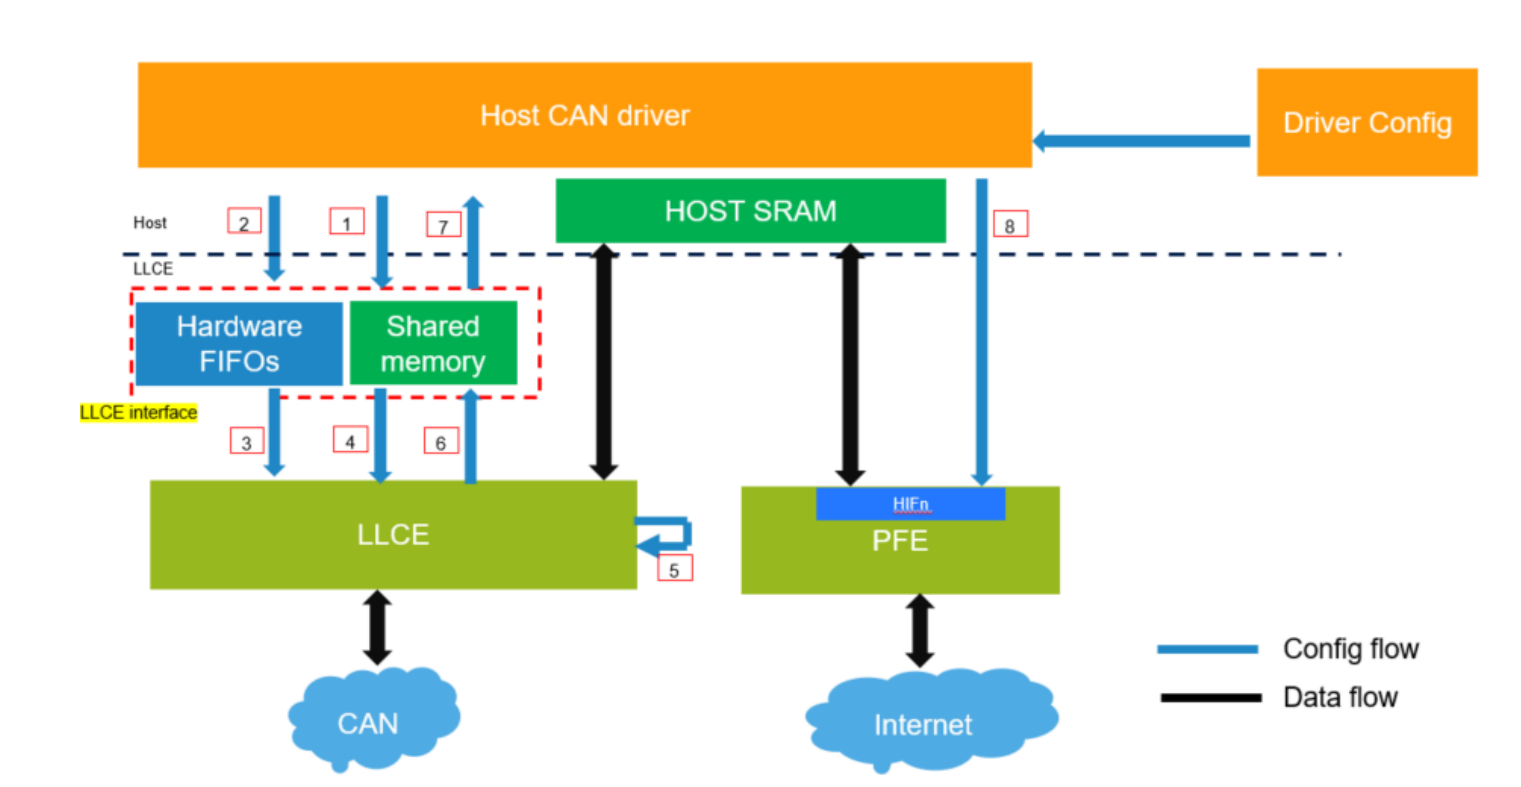 Host CAN driver
Driver Config
HOST SRAM
Host
2
1
7
8
LLCE
Hardware
FIFOs
Shared
memory
LLCE interface
3
4
6
LLCE
HIFn
PFE
5
CAN
Internet
Config flow
Data flow